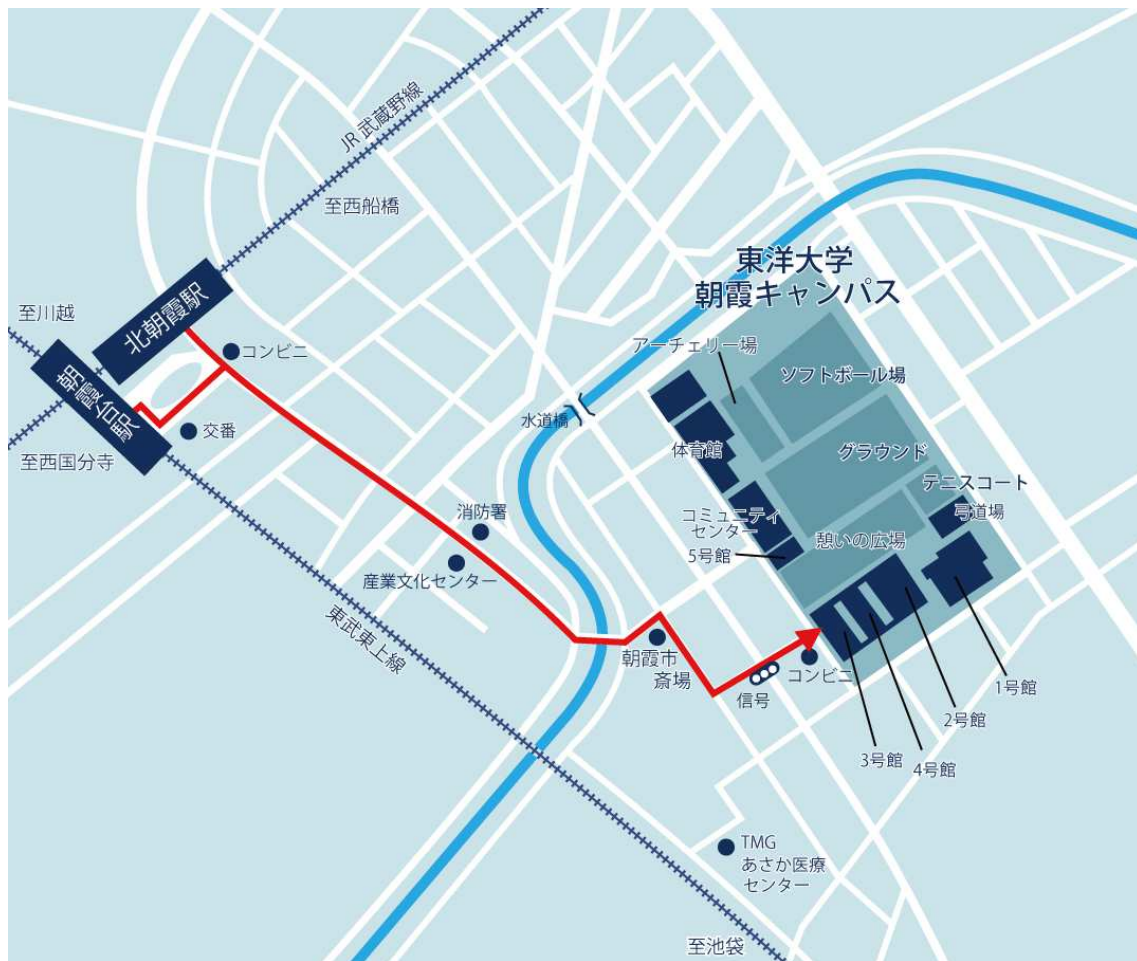 JR 武蔵野線
至西船橋
至川越
北朝霞駅
朝霞台駅
コンビニ
交番
至西国分寺
東洋大学
朝霞キャンパス
アーチェリー場
ソフトボール場
水道橋
体育館
グラウンド
テニスコート
弓道場
コミュニティ
センター
憩いの広場
5号館
消防署
産業文化センター
東武東上線
朝霞市
斎場
信号
コンビニ
1号館
2号館
3号館
4号館
TMG
あさか医療
センター
至池袋